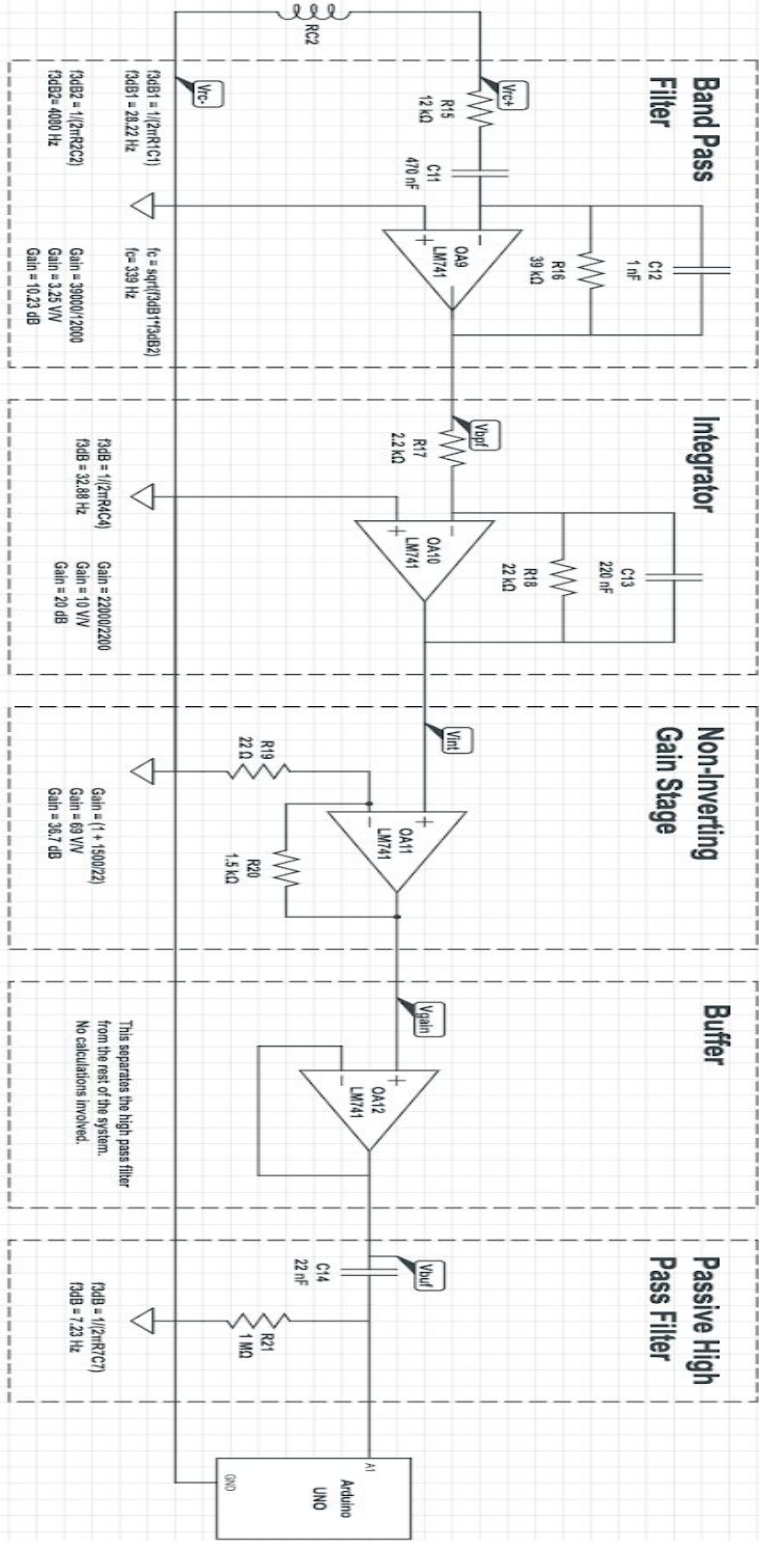 RC2
Band Pass
Filter
Vrc+
R15
12 kΩ
C11
470 nF
OA9
LM741
C12
1 nF
R16
39 kΩ
Vrc-
f3dB1 = 1/(2πR1C1)
f3dB1 = 28.22 Hz
f3dB2 = 1/(2πR2C2)
f3dB2= 4080 Hz
fc = sqrt(f3dB1*f3dB2)
fc= 339 Hz
Gain = 39000/12000
Gain = 3.25 V/V
Gain = 10.23 dB
Integrator
Vbpf
R17
2.2 kΩ
OA10
LM741
C13
220 nF
R18
22 kΩ
f3dB = 1/(2πR4C4)
f3dB = 32.88 Hz
Gain = 22000/2200
Gain = 10 V/V
Gain = 20 dB
Non-Inverting
Gain Stage
Vint
OA11
LM741
R19
22 Ω
R20
1.5 kΩ
Gain = (1 + 1500/22)
Gain = 69 V/V
Gain = 36.7 dB
Buffer
Vgain
OA12
LM741
This separates the high pass filter
from the rest of the system.
No calculations involved.
Passive High
Pass Filter
Vbuf
C14
22 nF
R21
1 MΩ
f3dB = 1/(2πR7C7)
f3dB = 7.23 Hz
A1
Arduino
UNO
GND